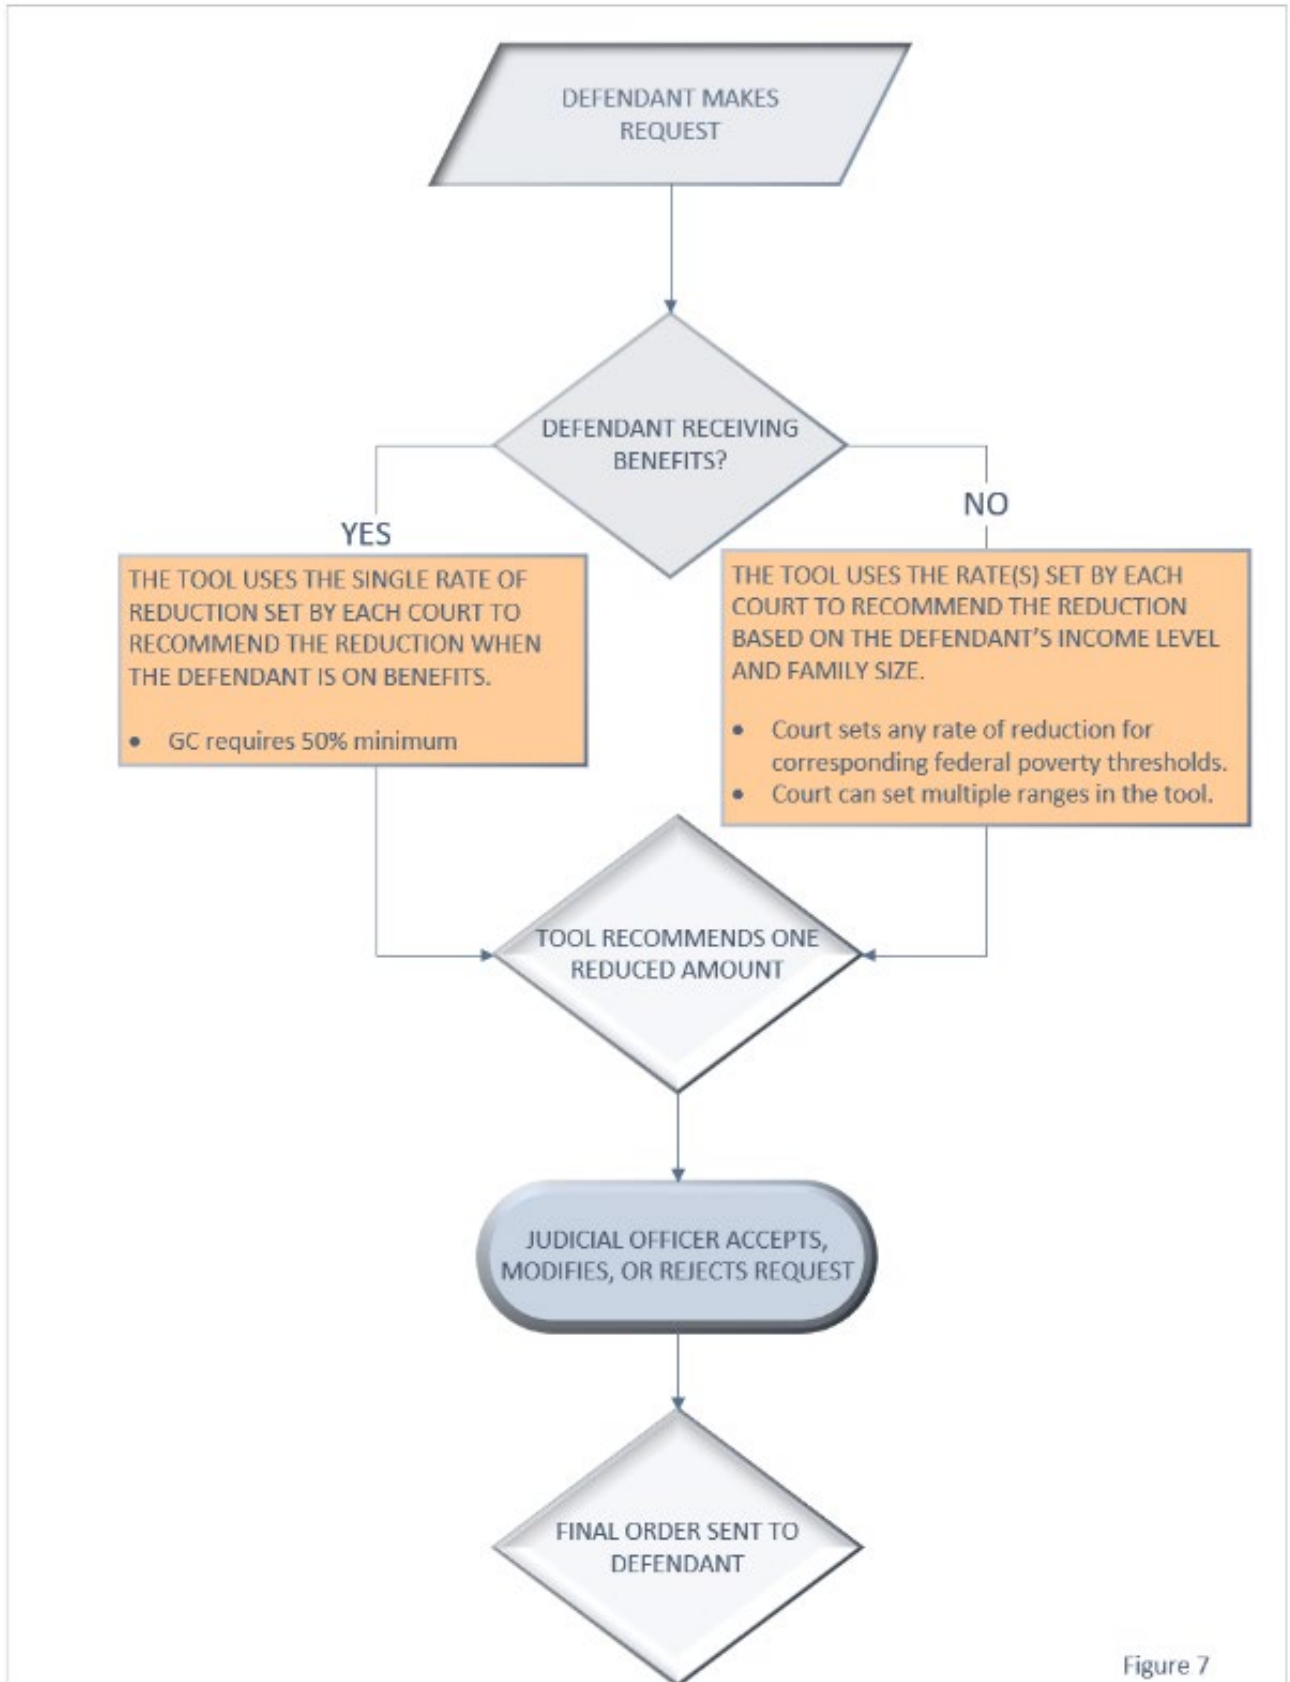 DEFENDANT MAKES
REQUEST
DEFENDANT RECEIVING
BENEFITS?
YES
NO
THE TOOL USES THE SINGLE RATE OF
REDUCTION SET BY EACH COURT TO
RECOMMEND THE REDUCTION WHEN
THE DEFENDANT IS ON BENEFITS.
• GC requires 50% minimum
THE TOOL USES THE RATE(S) SET BY EACH
COURT TO RECOMMEND THE REDUCTION
BASED ON THE DEFENDANT'S INCOME LEVEL
AND FAMILY SIZE.
• Court sets any rate of reduction for
corresponding federal poverty thresholds.
• Court can set multiple ranges in the tool.
TOOL RECOMMENDS ONE
REDUCED AMOUNT
JUDICIAL OFFICER ACCEPTS,
MODIFIES, OR REJECTS REQUEST
FINAL ORDER SENT TO
DEFENDANT
Figure 7